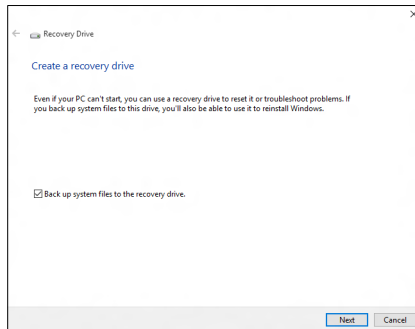 Recovery Drive
Create a recovery drive
Even if your PC can't start, you can use a recovery drive to reset it or troubleshoot problems. If
you back up system files to this drive, you'll also be able to use it to reinstall Windows.
Back up system files to the recovery drive.
Next Cancel